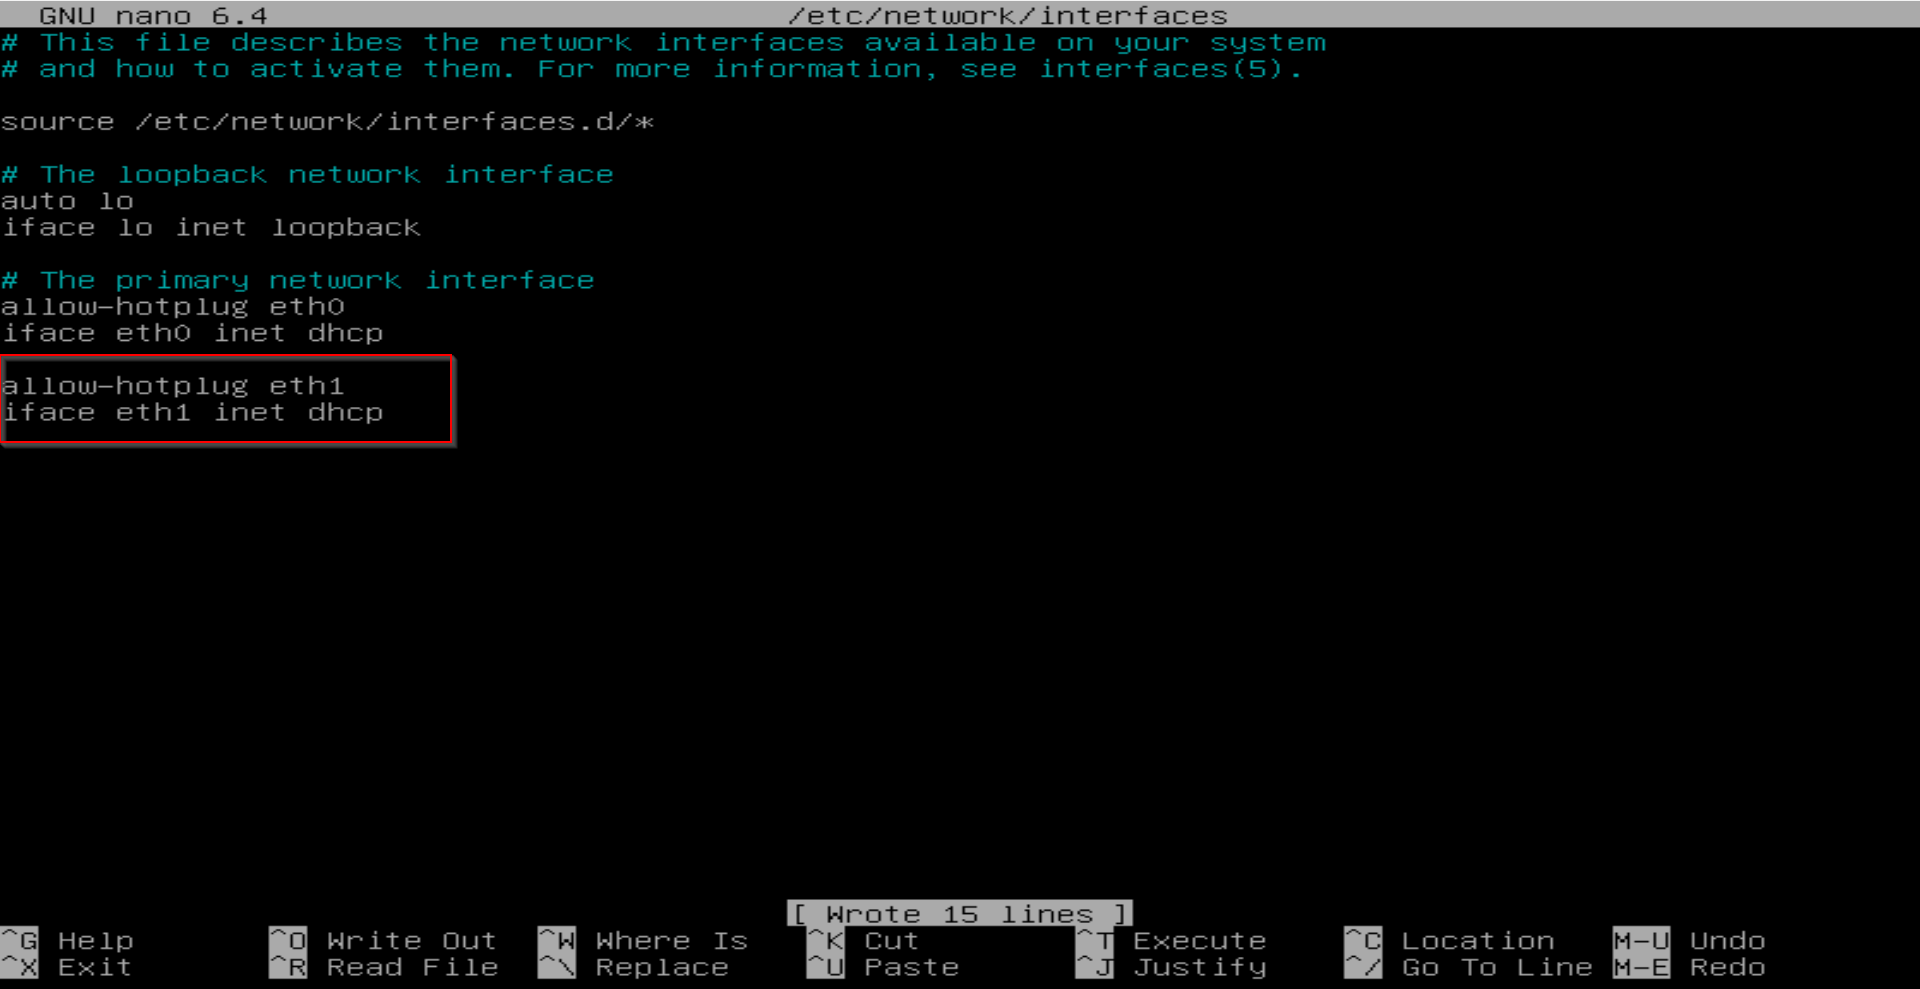 GNU nano 6.4 /etc/network/interfaces
# This file describes the network interfaces available on your system
# and how to activate them. For more information, see interfaces(5).
source /etc/network/interfaces.d/*
# The loopback network interface
auto lo
iface lo inet loopback
# The primary network interface
allow-hotplug eth0
iface eth0 inet dhcp
allow-hotplug eth1
iface eth1 inet dhcp
[ Wrote 15 lines ]
^G Help ^O Write Out ^W Where Is ^K Cut ^T Execute ^C Location M-U Undo
^X Exit ^R Read File ^\ Replace ^U Paste ^J Justify ^/ Go To Line M-E Redo